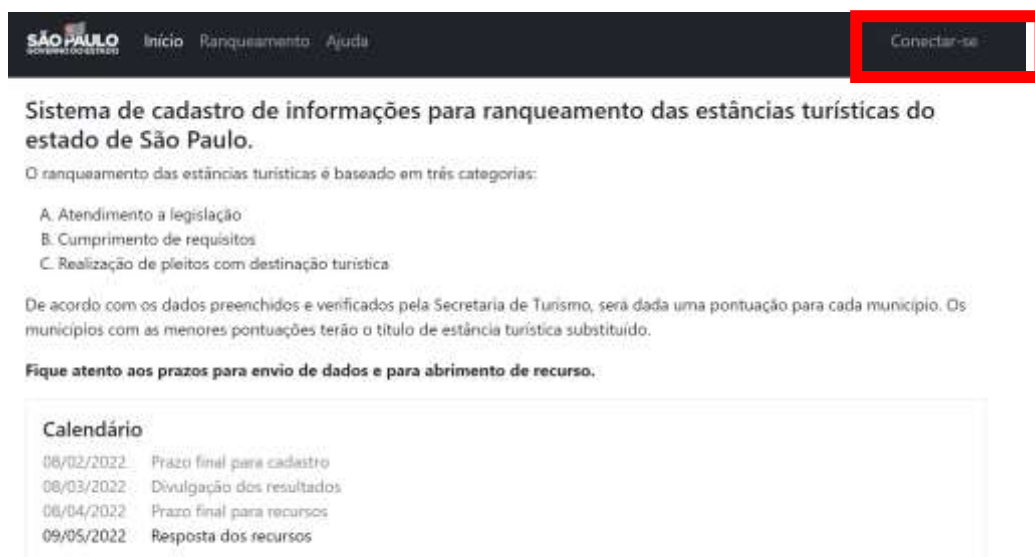 SÃO PAULO
GOVERNO DO ESTADO
Início Ranqueamento Ajuda Conectar-se
Sistema de cadastro de informações para ranqueamento das estâncias turísticas do
estado de São Paulo.
O ranqueamento das estâncias turísticas é baseado em três categorias:
A. Atendimento a legislação
B. Cumprimento de requisitos
C. Realização de pleitos com destinação turística
De acordo com os dados preenchidos e verificados pela Secretaria de Turismo, será dada uma pontuação para cada município. Os
municípios com as menores pontuações terão o título de estância turística substituído.
Fique atento aos prazos para envio de dados e para abrimento de recurso.
Calendário
08/02/2022 Prazo final para cadastro
08/03/2022 Divulgação dos resultados
08/04/2022 Prazo final para recursos
09/05/2022 Resposta dos recursos